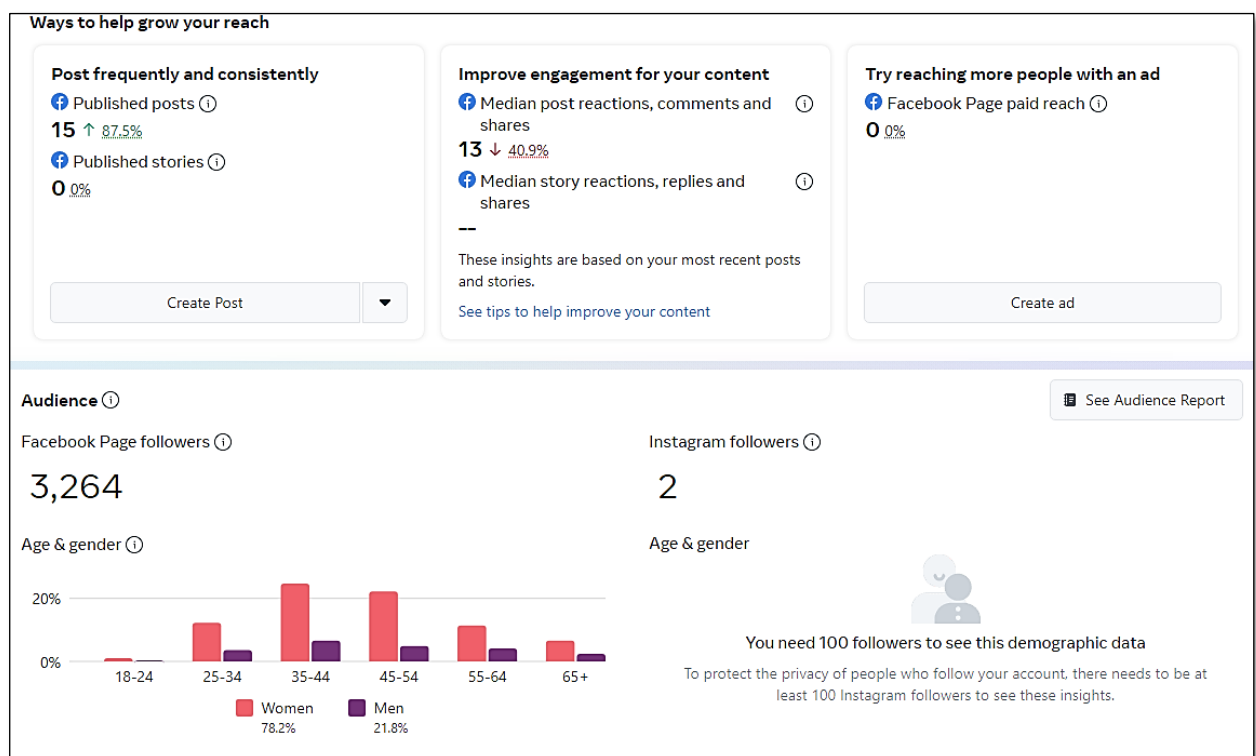 Ways to help grow your reach
Post frequently and consistently
Published posts
15 ↑ 87.5%
Published stories
0 0%
Create Post
Improve engagement for your content
Median post reactions, comments and
shares
13 ↓ 40.9%
Median story reactions, replies and
shares
--
These insights are based on your most recent posts
and stories.
See tips to help improve your content
Try reaching more people with an ad
Facebook Page paid reach
0 0%
Create ad
Audience
See Audience Report
Facebook Page followers
3,264
Age & gender
20%
0%
18-24 25-34 35-44 45-54 55-64 65+
Women Men
78.2% 21.8%
Instagram followers
2
Age & gender
You need 100 followers to see this demographic data
To protect the privacy of people who follow your account, there needs to be at
least 100 Instagram followers to see these insights.